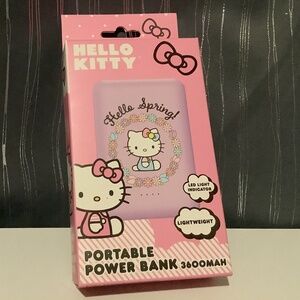 HELLO
KITTY
Hello Spring!
LED LIGHT
INDICATOR
LIGHTWEIGHT
PORTABLE
POWER BANK 3600MAH